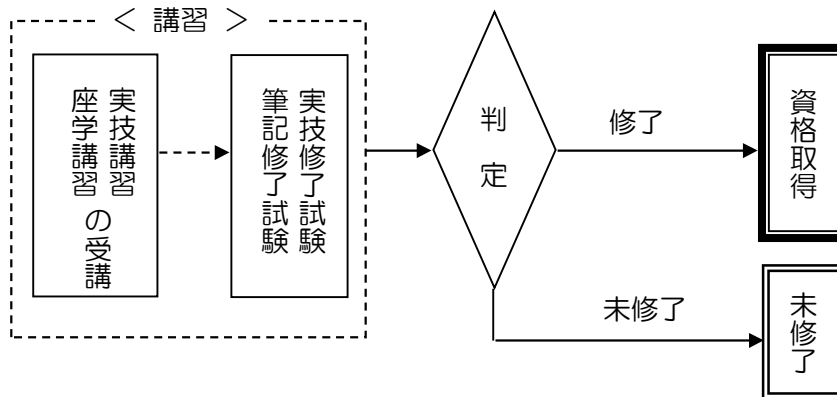 ＜ 講習 ＞
実技講習
座学講習
の受講
実技修了試験
筆記修了試験
判定
修了
資格取得
未修了
未修了